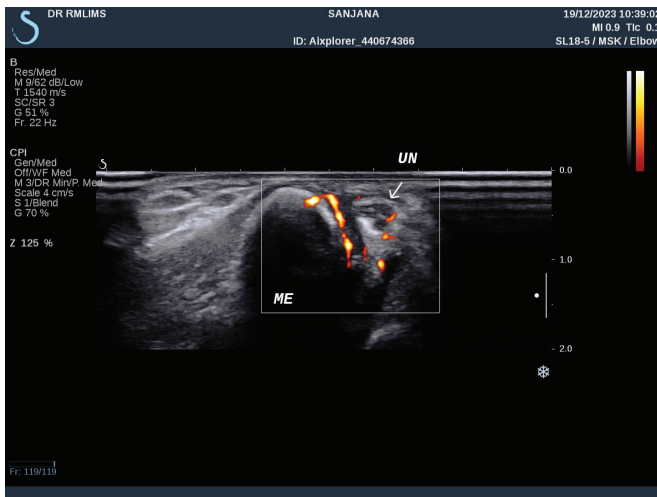 DR RMLIMS SANJANA 19/12/2023 10:39:02
MI 0.9 TIc 0.1
ID: Aixplorer_440674366 SL18-5 / MSK / Elbow
B
Res/Med
M 9/62 dB/Low
T 1540 m/s
SC/SR 3
G 51 %
Fr. 22 Hz
CPI
Gen/Med
Off/WF Med
M 3/DR Min/P. Med
Scale 4 cm/s
S 1/Blend
G 70 %
Z 125 %
UN
0.0
1.0
ME
2.0
Fr: 119/119